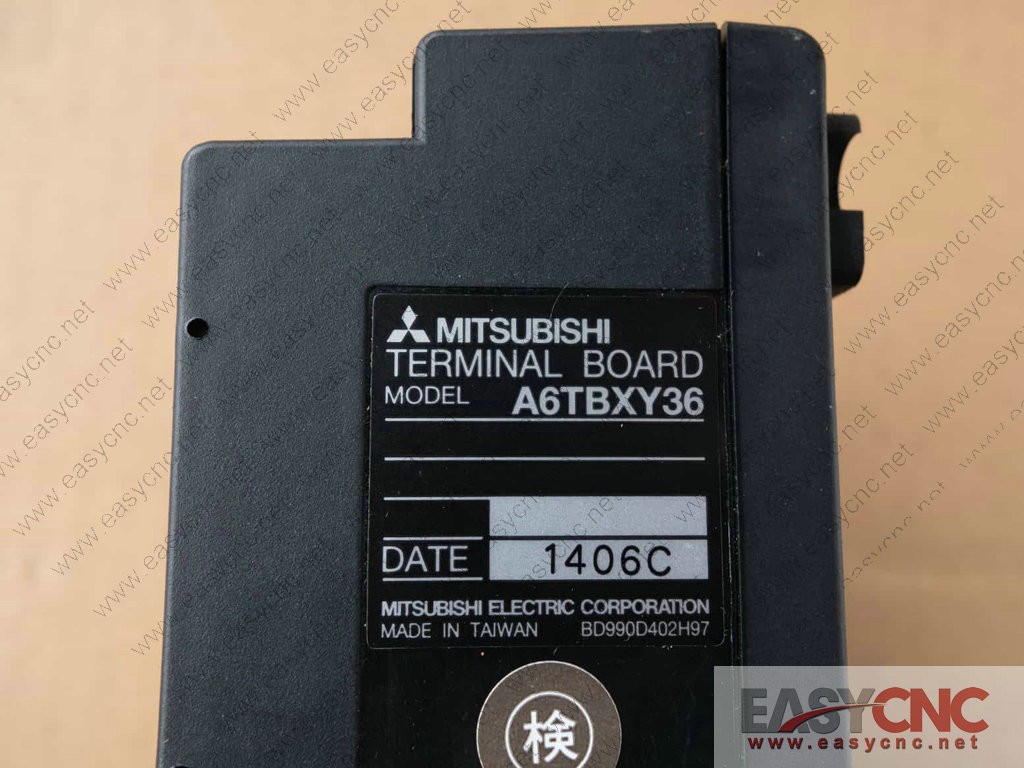 MITSUBISHI
TERMINAL BOARD
MODEL A6TBXY36
DATE 1406C
MITSUBISHI ELECTRIC CORPORATION
MADE IN TAIWAN BD990D402H97
検
EASYCNC
www.easycnc.net